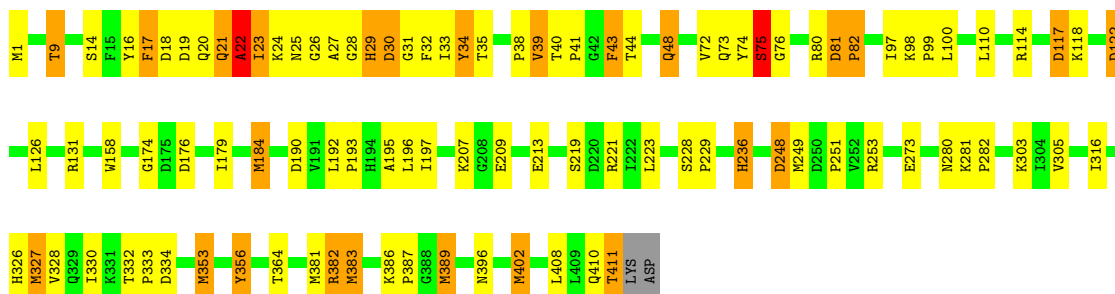 M1 T9 S14 F15 Y16 F17 D18 D19 Q20 Q21 A22 I23 K24 N25 G26 A27 G28 H29 D30 G31 F32 I33 Y34 T35 P38 V39 T40 P41 G42 F43 T44 Q48 V72 Q73 Y74 S75 G76 R80 D81 P82 I97 K98 P99 L100 L110 R114 D117 K118
L126 R131 W158 G174 D175 D176 I179 M184 D190 V191 L192 P193 H194 A195 L196 I197 K207 G208 E209 E213 S219 D220 R221 I222 L223 S228 P229 H236 D248 M249 D250 P251 V252 R253 E273 N280 K281 P282 K303 I304 V305 I316
H326 M327 V328 Q329 I330 K331 T332 P333 D334 M353 Y356 T364 M381 R382 M383 K386 P387 G388 M389 N396 M402 L408 L409 Q410 T411 LYS ASP